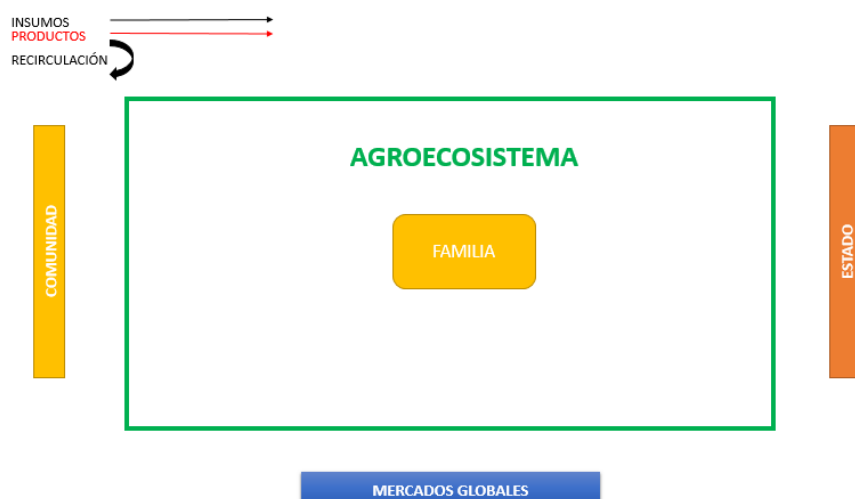 INSUMOS
PRODUCTOS
RECIRCULACIÓN
AGROECOSISTEMA
COMUNIDAD
FAMILIA
ESTADO
MERCADOS GLOBALES